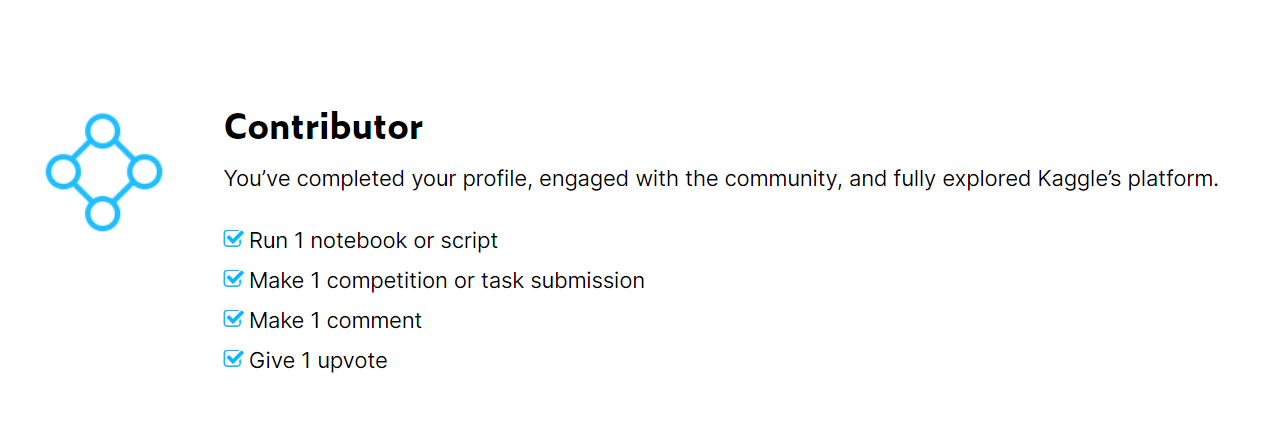 Contributor
You’ve completed your profile, engaged with the community, and fully explored Kaggle’s platform.
Run 1 notebook or script
Make 1 competition or task submission
Make 1 comment
Give 1 upvote